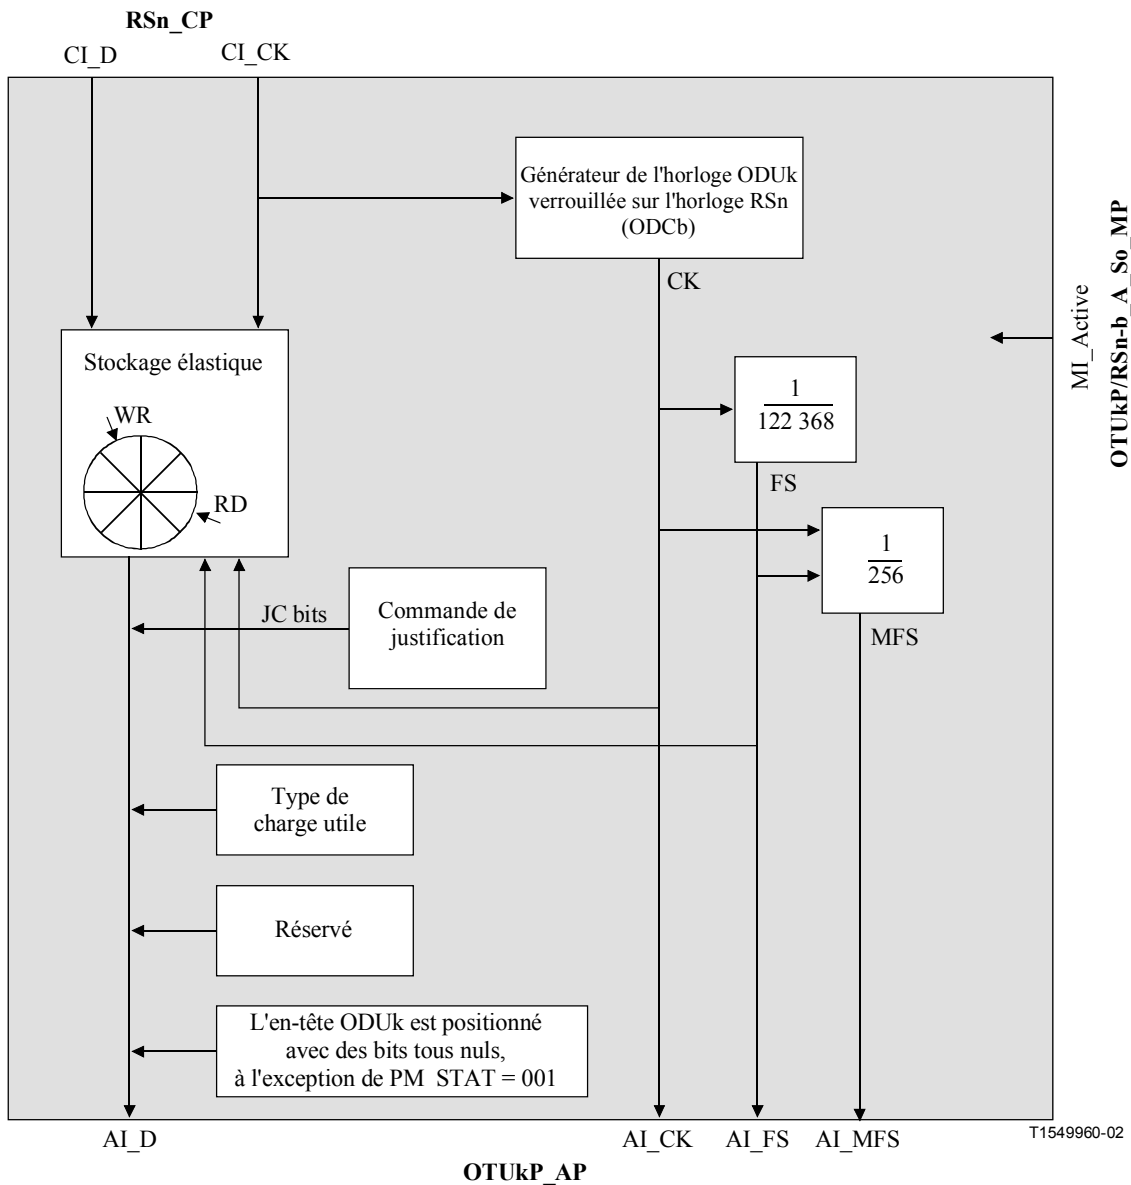 RSn_CP
CI_D
CI_CK
Générateur de l'horloge ODUk
verrouillée sur l'horloge RSn
(ODCb)
CK
MI_Active
OTUkP/RSn-b_A_So_MP
Stockage élastique
WR
RD
1
122 368
FS
1
256
MFS
JC bits
Commande de
justification
Type de
charge utile
Réservé
L'en-tête ODUk est positionné
avec des bits tous nuls,
à l'exception de PM STAT = 001
AI_D
AI_CK
AI_FS
AI_MFS
T1549960-02
OTUkP_AP